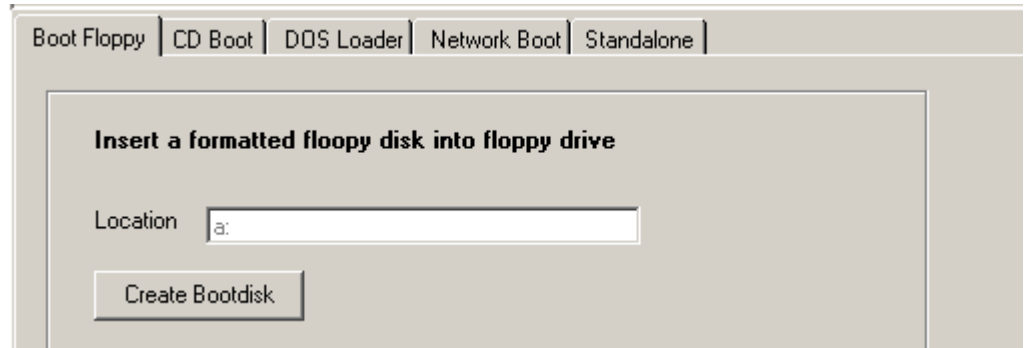 Boot Floppy CD Boot DOS Loader Network Boot Standalone
Insert a formatted floopy disk into floppy drive
Location a:
Create Bootdisk